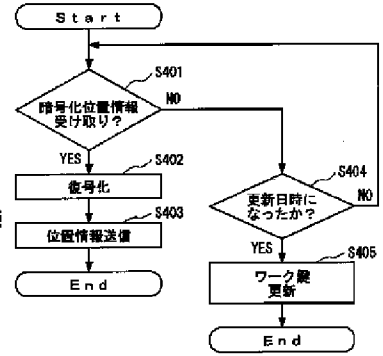 Start
S401
暗号化位置情報
受け取り?
NO
YES
S402
復号化
S403
位置情報送信
End
S404
更新日時に
なったか?
NO
YES
S405
ワーク鍵
更新
End